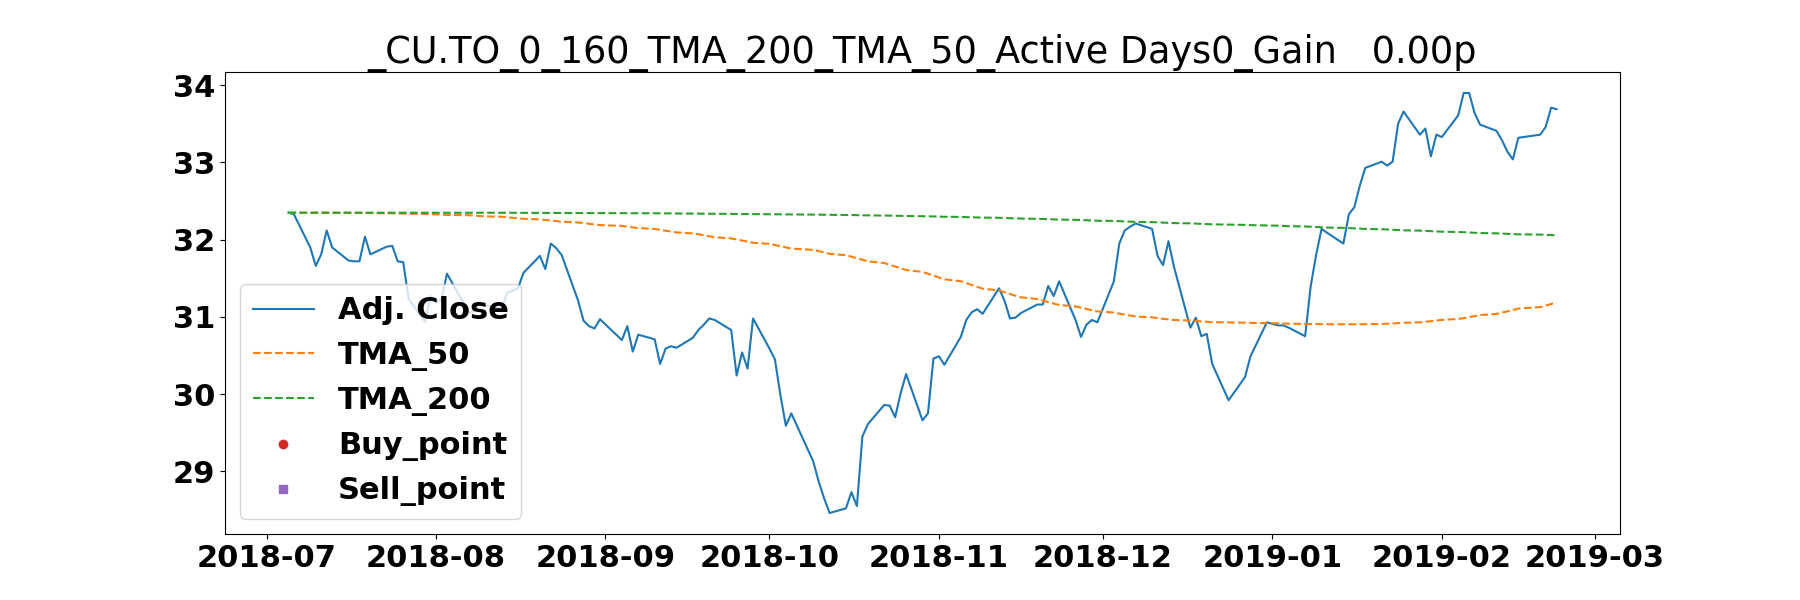 _CU.TO_0_160_TMA_200_TMA_50_Active Days0_Gain   0.00p
34
33
32
31
30
29
Adj. Close
TMA_50
TMA_200
Buy_point
Sell_point
2018-07 2018-08 2018-09 2018-10 2018-11 2018-12 2019-01 2019-02 2019-03